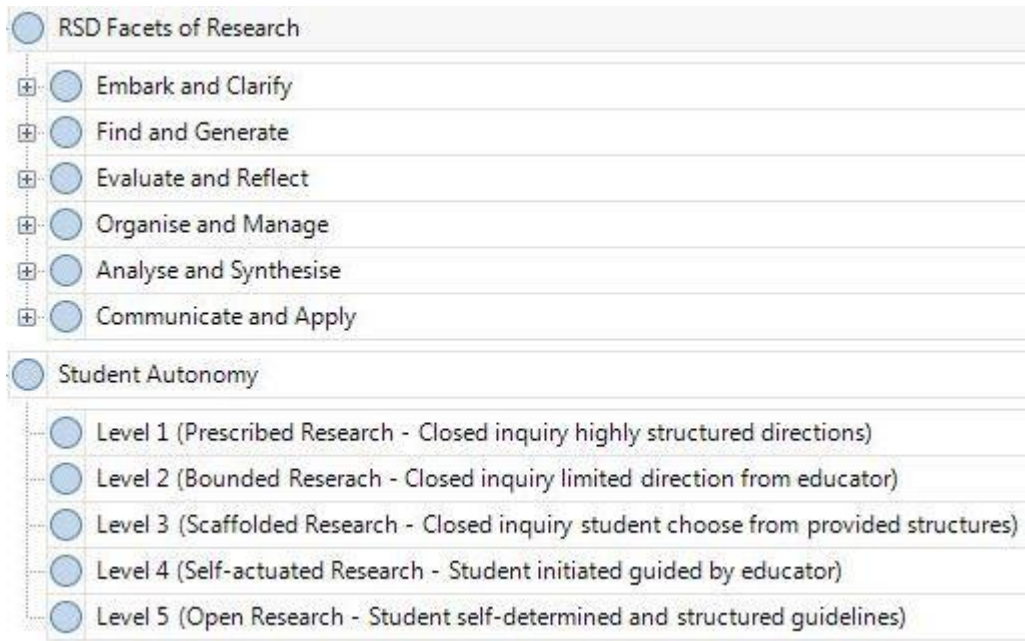 RSD Facets of Research
Embark and Clarify
Find and Generate
Evaluate and Reflect
Organise and Manage
Analyse and Synthesise
Communicate and Apply
Student Autonomy
Level 1 (Prescribed Research - Closed inquiry highly structured directions)
Level 2 (Bounded Reserach - Closed inquiry limited direction from educator)
Level 3 (Scaffolded Research - Closed inquiry student choose from provided structures)
Level 4 (Self-actuated Research - Student initiated guided by educator)
Level 5 (Open Research - Student self-determined and structured guidelines)